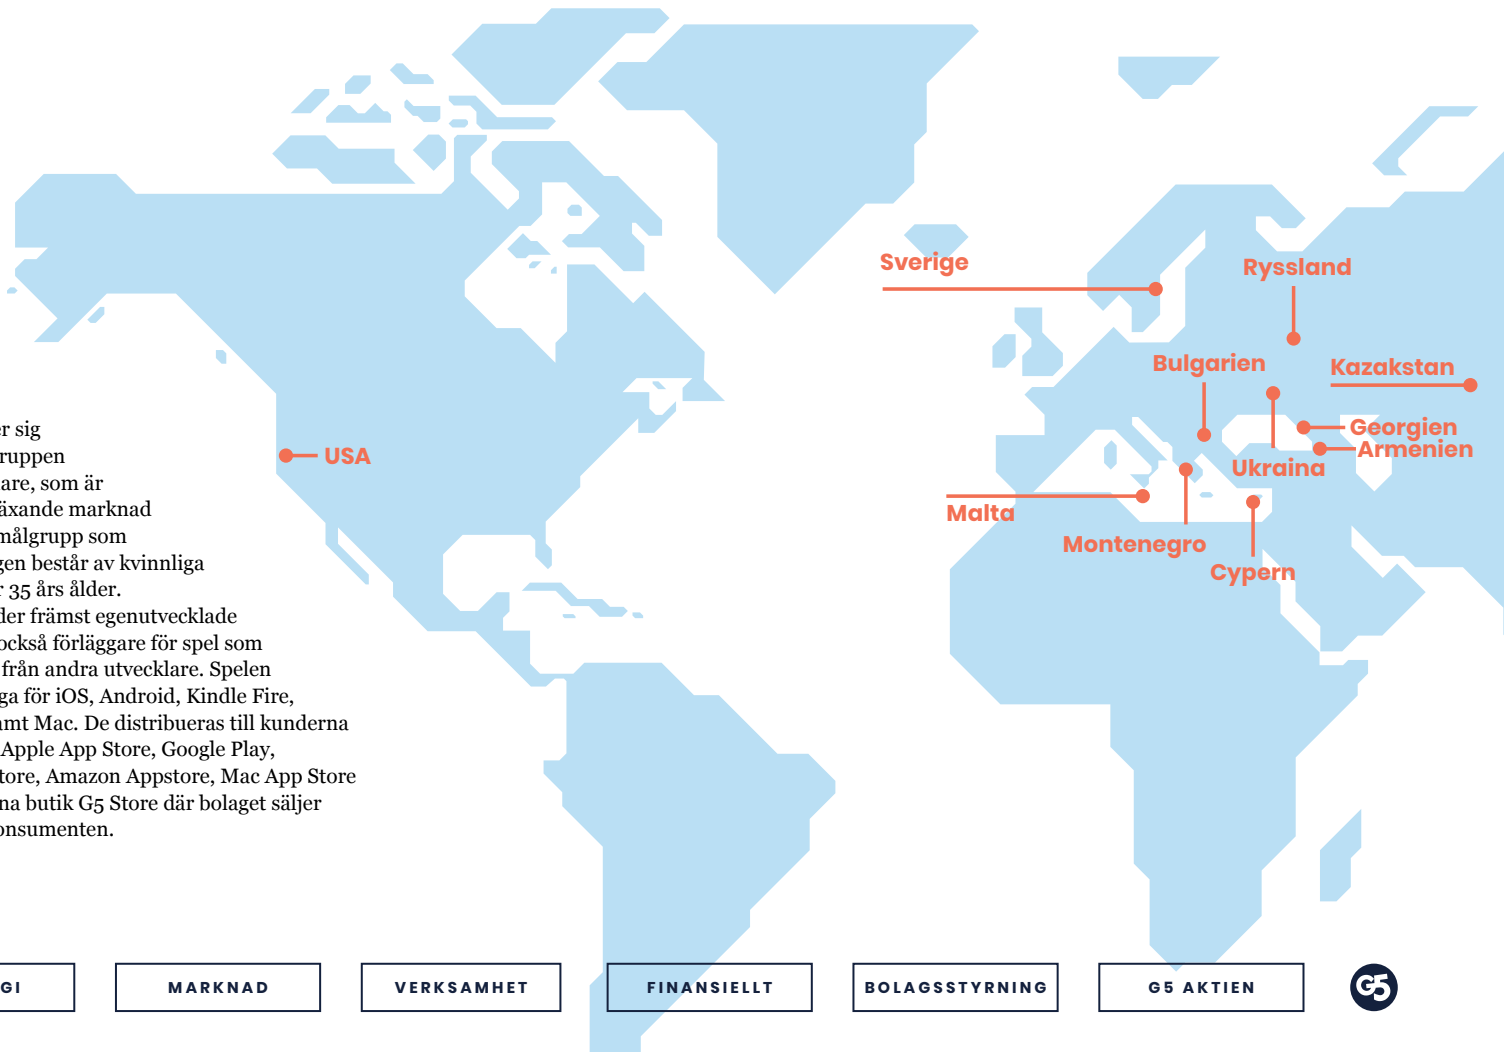 Sverige
Ryssland
Bulgarien
Kazakstan
Georgien
Armenien
USA
Ukraina
Malta
Montenegro
Cypern
er sig
ruppen
are, som är
äxande marknad
målgrupp som
gen består av kvinnliga
r 35 års ålder.
der främst egenutvecklade
också förläggare för spel som
från andra utvecklare. Spelen
ga för iOS, Android, Kindle Fire,
amt Mac. De distribueras till kunderna
Apple App Store, Google Play,
tore, Amazon Appstore, Mac App Store
na butik G5 Store där bolaget säljer
onsumenten.
GI
MARKNAD
VERKSAMHET
FINANSIELLT
BOLAGSSTYRNING
G5 AKTIEN
G5